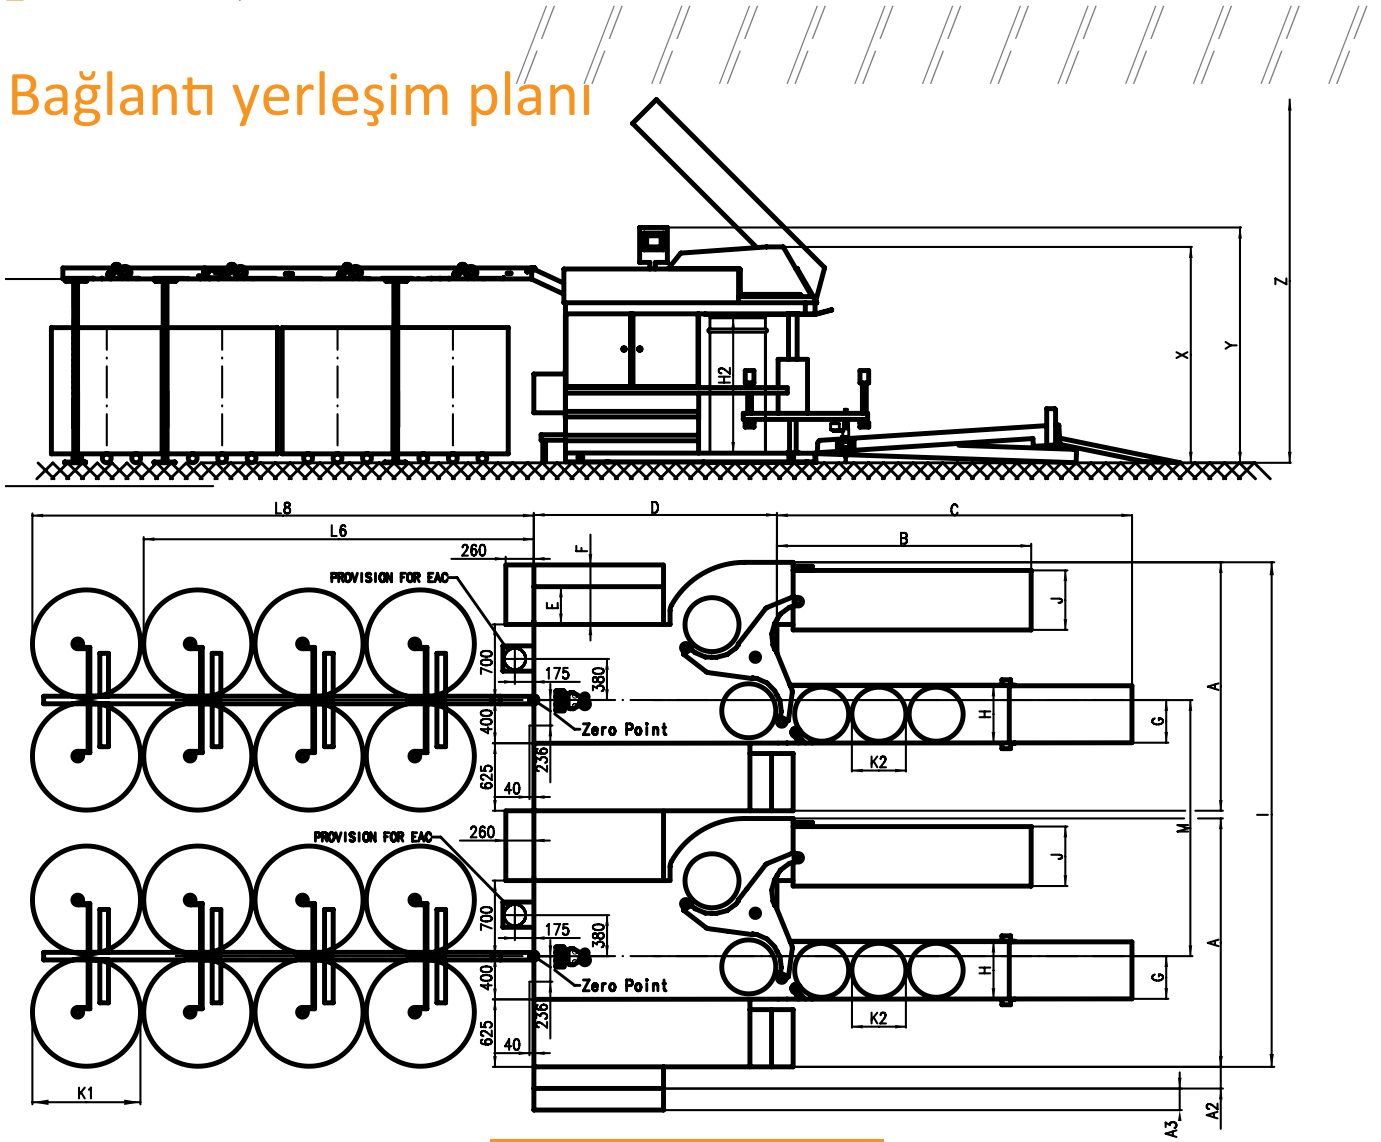 Bağlantı yerleşim planı
Z
Y
X
H2
L8
D
C
L6
B
260
F
PROVISION FOR EAC
E
J
700
175
380
A
400
Zero Point
H
G
236
K2
625
40
M
I
PROVISION FOR EAC
260
J
700
175
380
A
400
Zero Point
H
G
236
K2
625
40
K1
A2
A3